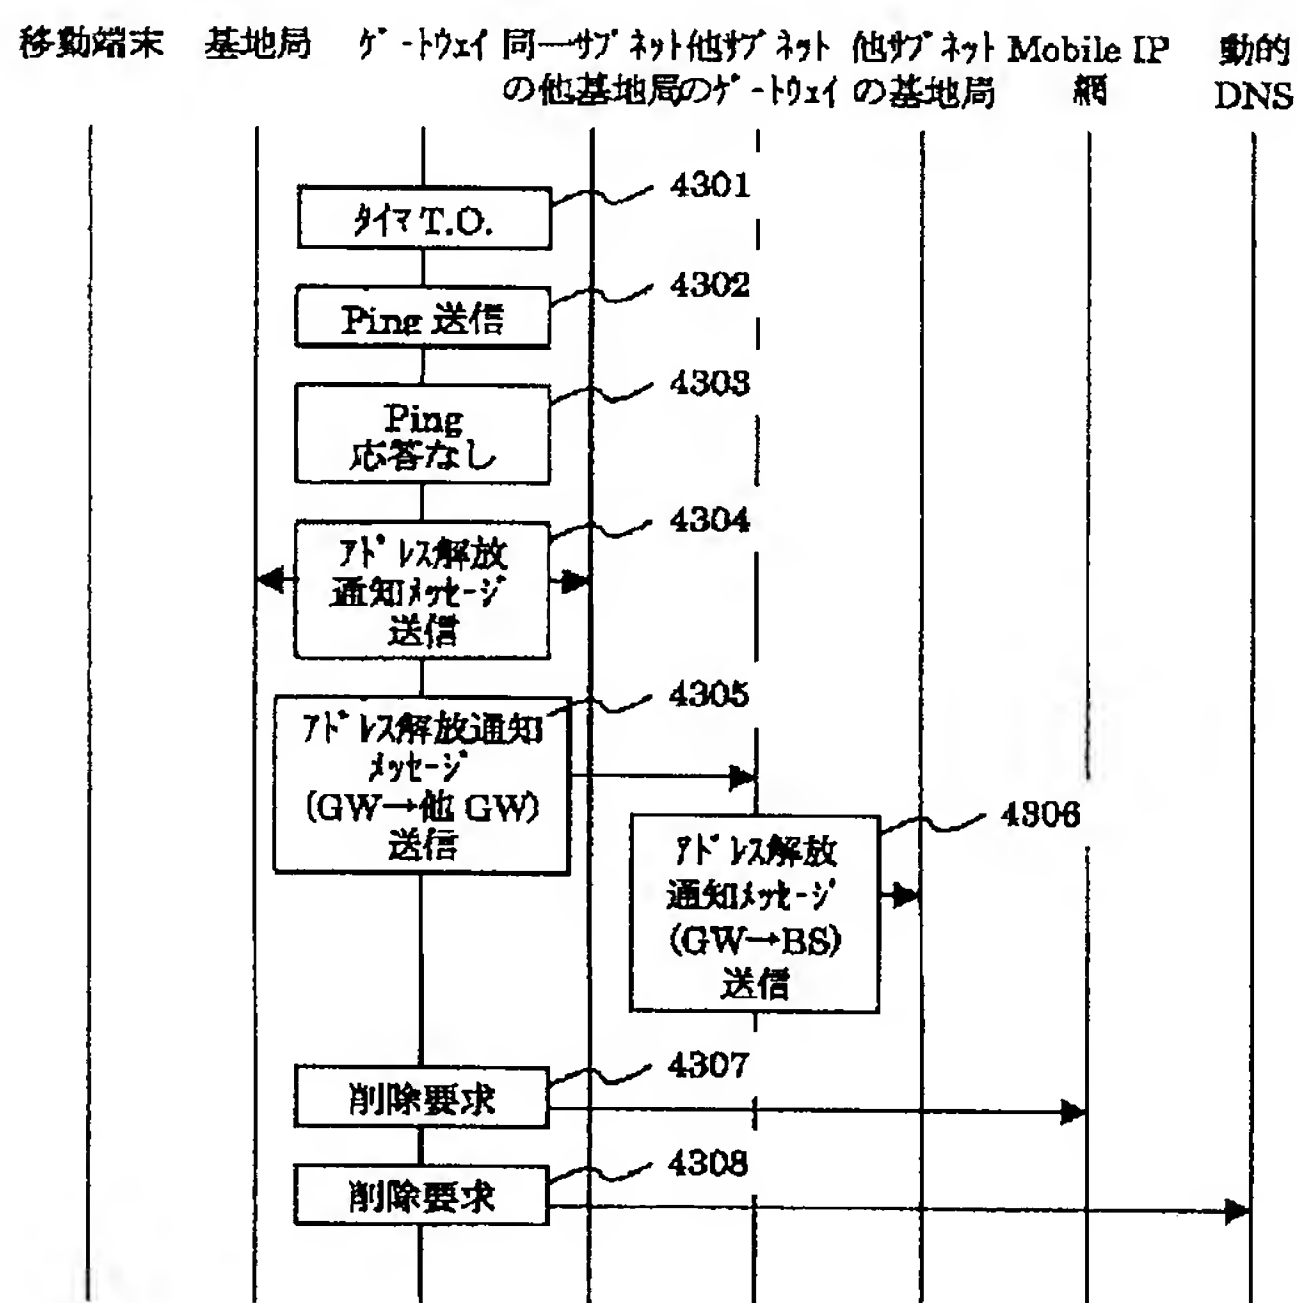 移動端末 基地局 ｹﾞｰﾄｳｪｲ 同一ｻﾌﾞﾈｯﾄ 他ｻﾌﾞﾈｯﾄ 他ｻﾌﾞﾈｯﾄ Mobile IP 動的
の他基地局 のｹﾞｰﾄｳｪｲ の基地局 網 DNS
ﾀｲﾏ T.O.
4301
Ping 送信
4302
Ping
応答なし
4303
ｱﾄﾞﾚｽ解放
通知ﾒｯｾｰｼﾞ
送信
4304
ｱﾄﾞﾚｽ解放通知
ﾒｯｾｰｼﾞ
(GW→他 GW)
送信
4305
ｱﾄﾞﾚｽ解放
通知ﾒｯｾｰｼﾞ
(GW→BS)
送信
4306
削除要求
4307
削除要求
4308